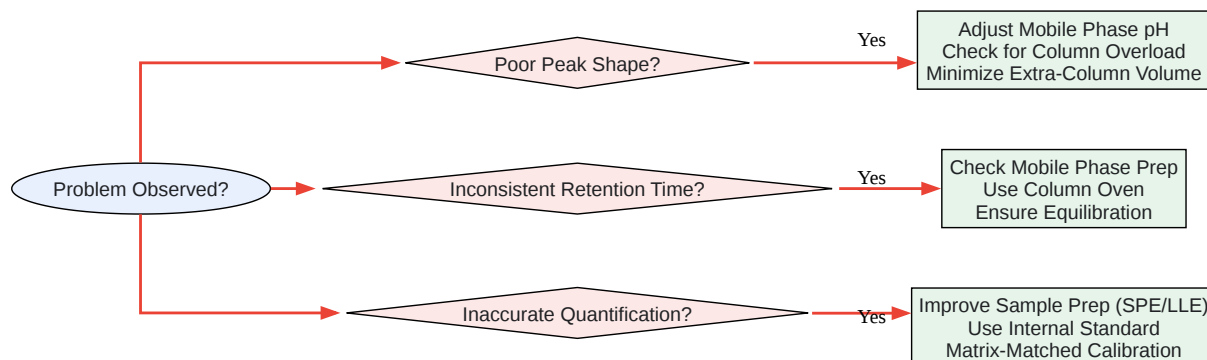 Problem Observed?
Poor Peak Shape?
Yes
Adjust Mobile Phase pH
Check for Column Overload
Minimize Extra-Column Volume
Inconsistent Retention Time?
Yes
Check Mobile Phase Prep
Use Column Oven
Ensure Equilibration
Inaccurate Quantification?
Yes
Improve Sample Prep (SPE/LLE)
Use Internal Standard
Matrix-Matched Calibration